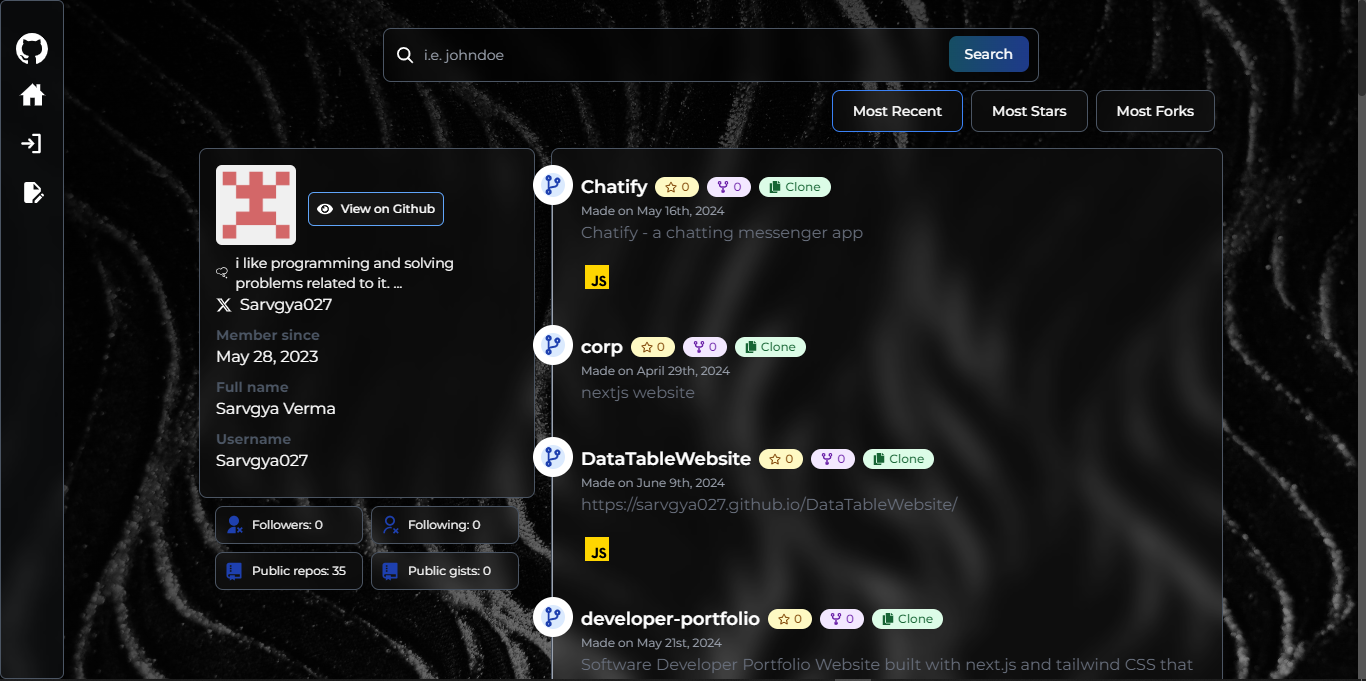 i.e. johndoe
Search
Most Recent
Most Stars
Most Forks
View on Github
i like programming and solving
problems related to it. ...
Sarvgya027
Member since
May 28, 2023
Full name
Sarvgya Verma
Username
Sarvgya027
Followers: 0
Following: 0
Public repos: 35
Public gists: 0
Chatify 0 0 Clone
Made on May 16th, 2024
Chatify - a chatting messenger app
JS
corp 0 0 Clone
Made on April 29th, 2024
nextjs website
DataTableWebsite 0 0 Clone
Made on June 9th, 2024
https://sarvgya027.github.io/DataTableWebsite/
JS
developer-portfolio 0 0 Clone
Made on May 21st, 2024
Software Developer Portfolio Website built with next.js and tailwind CSS that